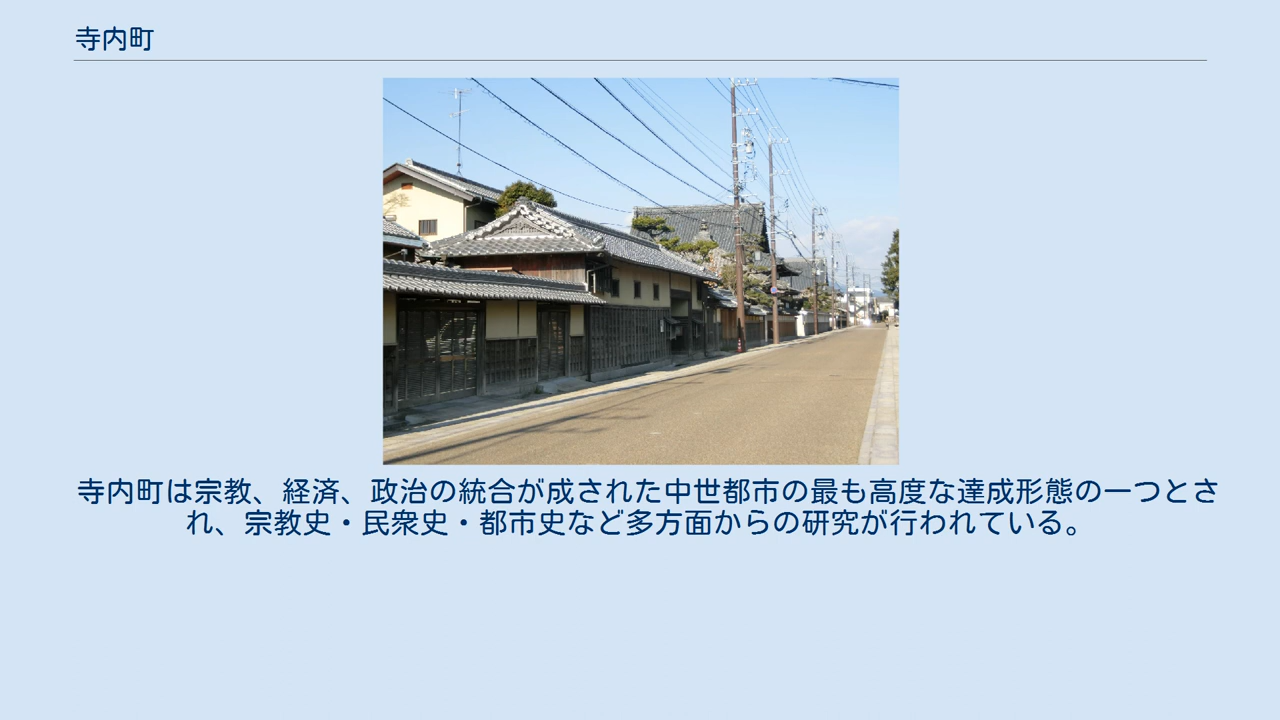 寺内町
寺内町は宗教、経済、政治の統合が成された中世都市の最も高度な達成形態の一つとさ
れ、宗教史・民衆史・都市史など多方面からの研究が行われている。